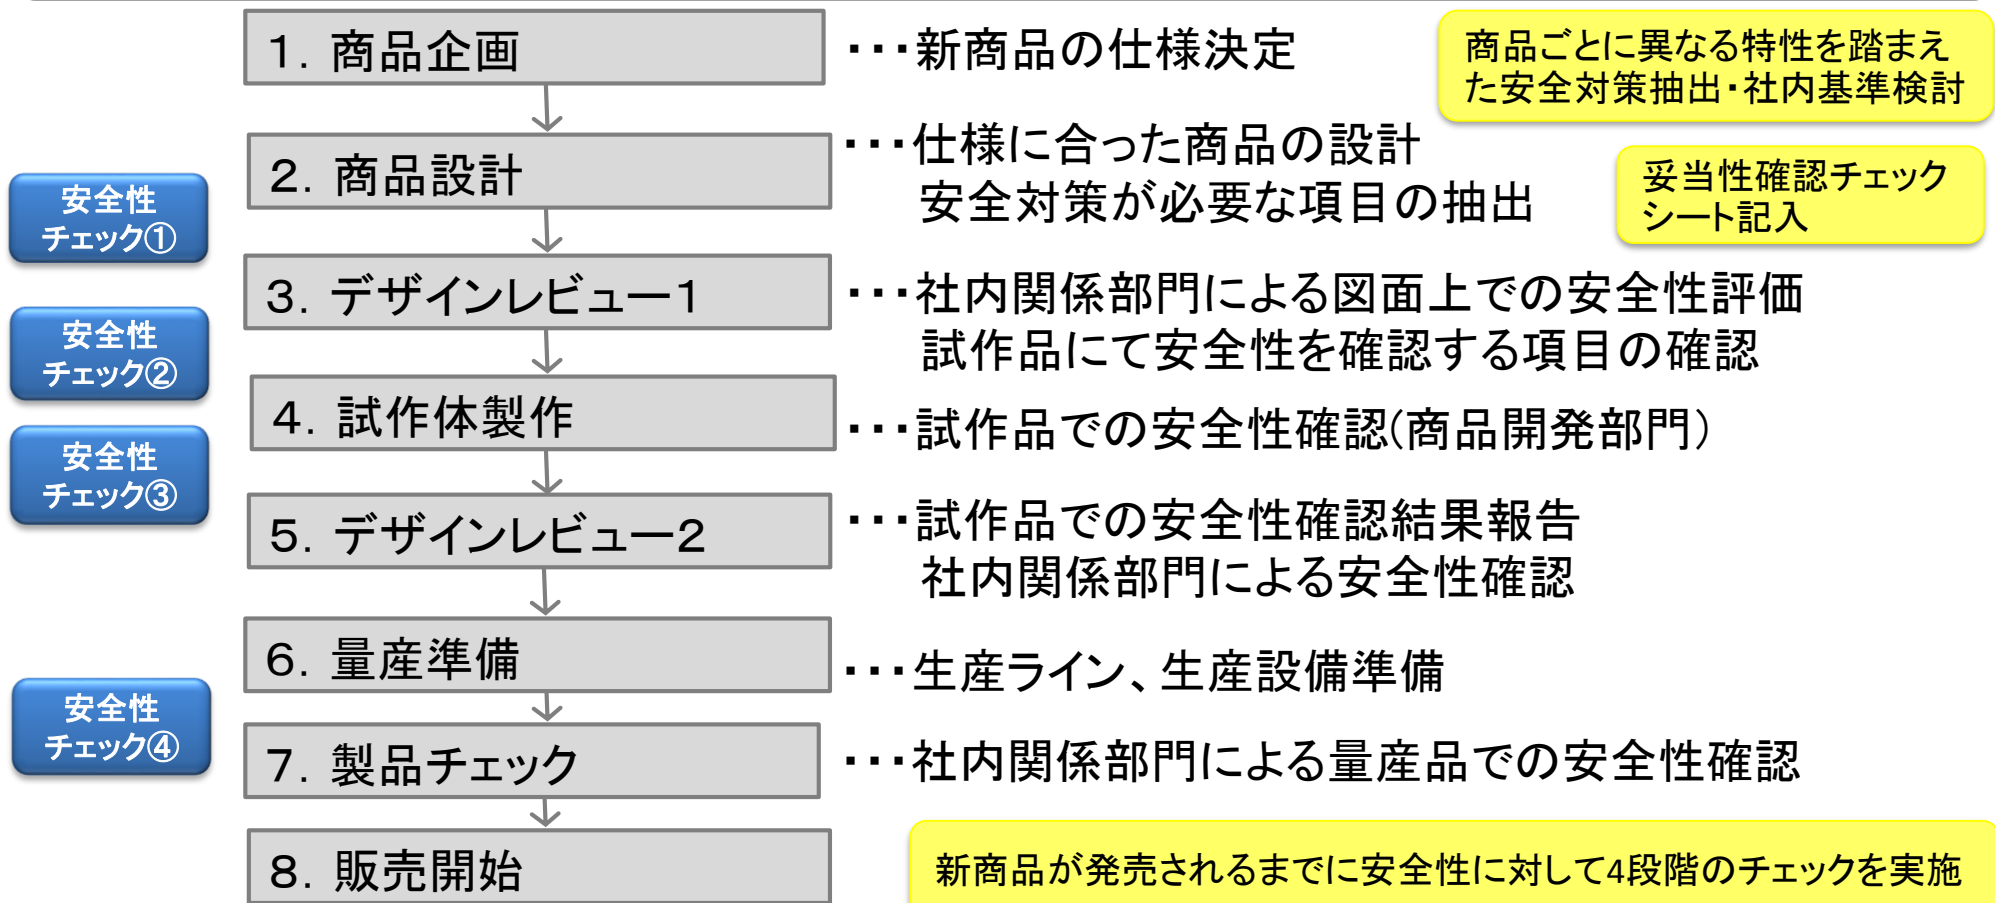 1．商品企画
・・・新商品の仕様決定
商品ごとに異なる特性を踏まえ
た安全対策抽出・社内基準検討
2．商品設計
・・・仕様に合った商品の設計
安全対策が必要な項目の抽出
妥当性確認チェック
シート記入
安全性
チェック①
3．デザインレビュー1
・・・社内関係部門による図面上での安全性評価
試作品にて安全性を確認する項目の確認
安全性
チェック②
4．試作体製作
・・・試作品での安全性確認(商品開発部門)
安全性
チェック③
5．デザインレビュー2
・・・試作品での安全性確認結果報告
社内関係部門による安全性確認
6．量産準備
・・・生産ライン、生産設備準備
安全性
チェック④
7．製品チェック
・・・社内関係部門による量産品での安全性確認
8．販売開始
新商品が発売されるまでに安全性に対して4段階のチェックを実施